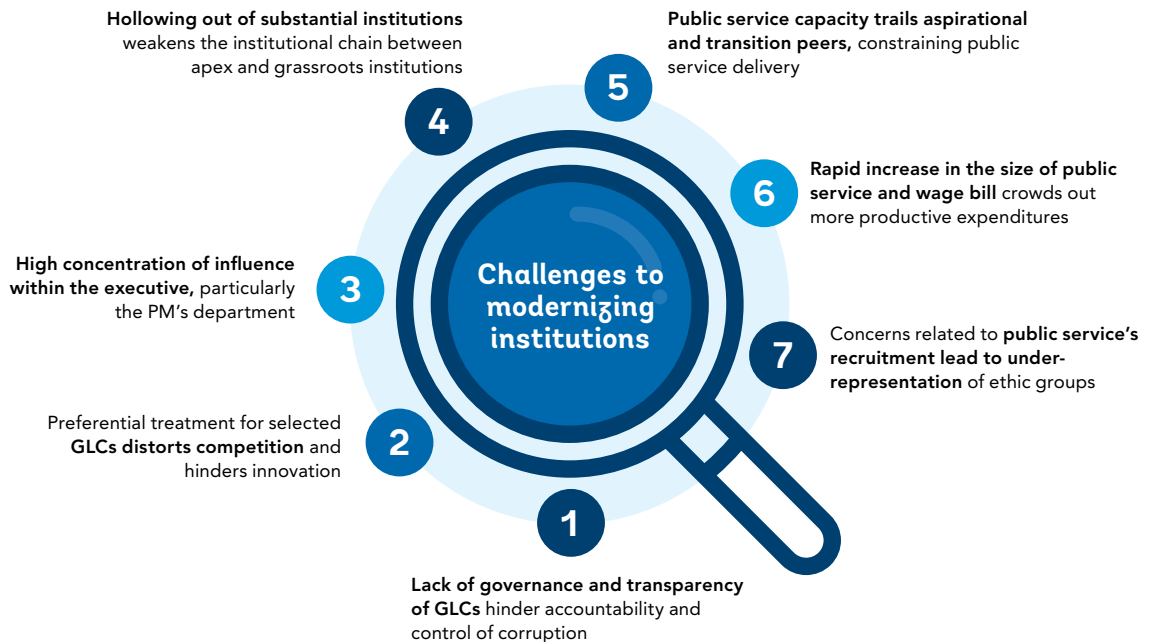 Hollowing out of substantial institutions
weakens the institutional chain between
apex and grassroots institutions
4
Public service capacity trails aspirational
and transition peers, constraining public
service delivery
5
Rapid increase in the size of public
service and wage bill crowds out
more productive expenditures
6
High concentration of influence
within the executive, particularly
the PM's department
3
Challenges to
modernizing
institutions
Concerns related to public service's
recruitment lead to under-
representation of ethic groups
7
Preferential treatment for selected
GLCs distorts competition and
hinders innovation
2
1
Lack of governance and transparency
of GLCs hinder accountability and
control of corruption